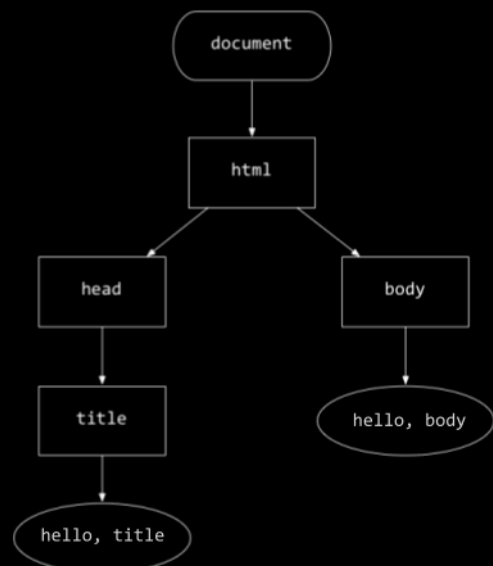 document
html
head
body
title
hello, body
hello, title